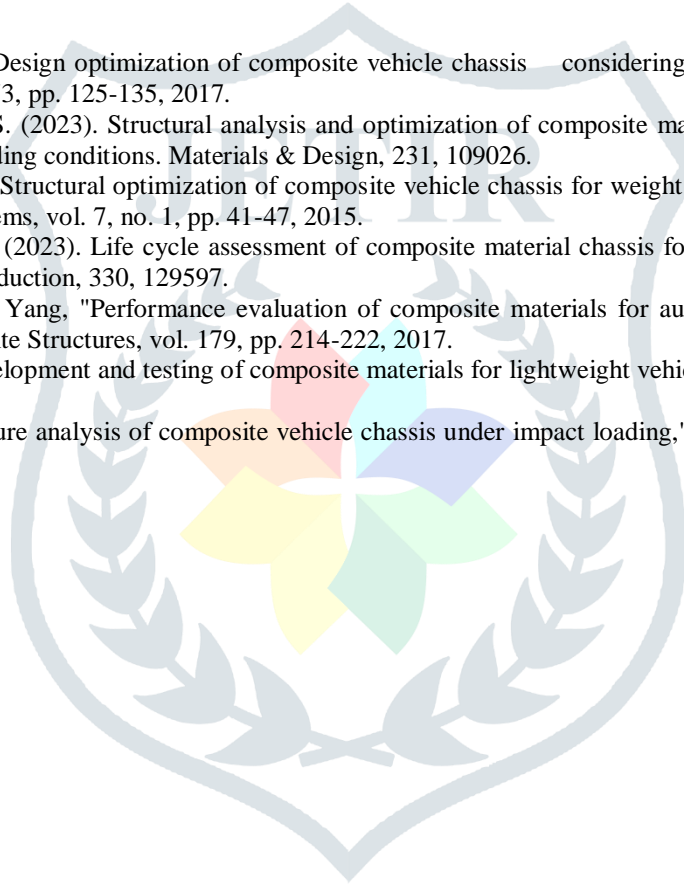 Design optimization of composite vehicle chassis considering
3, pp. 125-135, 2017.
S. (2023). Structural analysis and optimization of composite ma
ding conditions. Materials & Design, 231, 109026.
Structural optimization of composite vehicle chassis for weight
ems, vol. 7, no. 1, pp. 41-47, 2015.
(2023). Life cycle assessment of composite material chassis fo
duction, 330, 129597.
Yang, "Performance evaluation of composite materials for au
ite Structures, vol. 179, pp. 214-222, 2017.
elopment and testing of composite materials for lightweight vehic
ure analysis of composite vehicle chassis under impact loading,"
JETIR